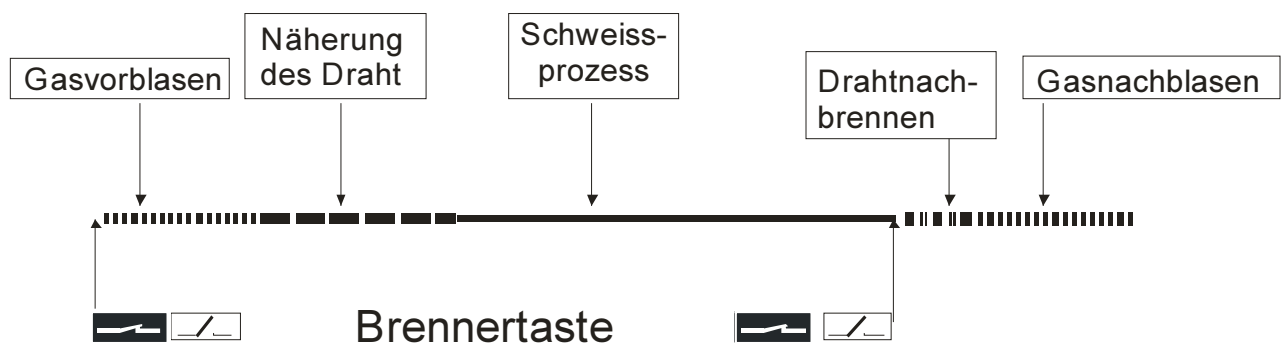 Gasvorblasen
Näherung
des Draht
Schweiss-
prozess
Drahtnach-
brennen
Gasnachblasen
Brennertaste